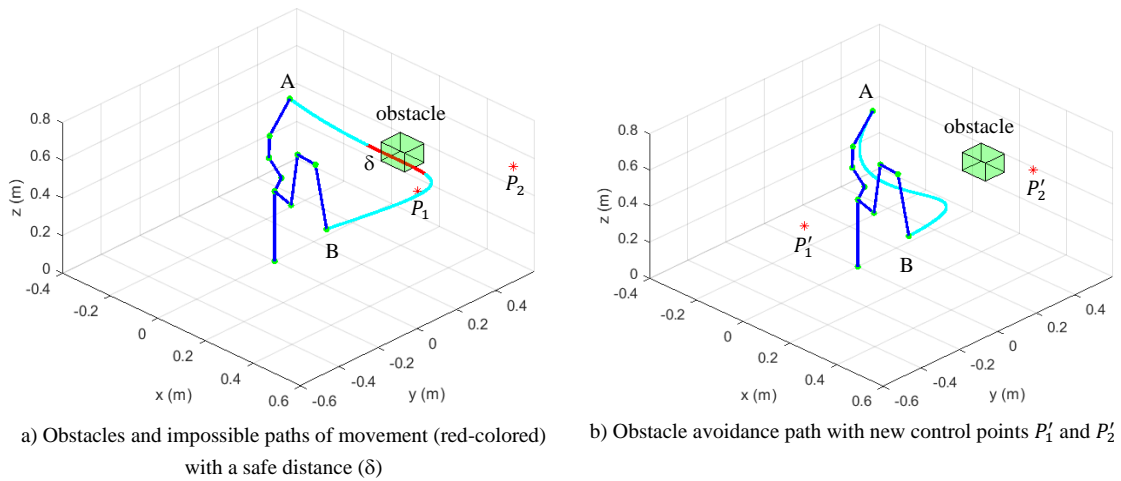 A
obstacle
δ
P₁
P₂
B
z (m)
0.8
0.6
0.4
0.2
0
-0.4
-0.2
0
0.2
0.4
0.6
x (m)
-0.6
-0.4
-0.2
0
0.2
0.4
y (m)
a) Obstacles and impossible paths of movement (red-colored)
with a safe distance (δ)
A
obstacle
P₁′
P₂′
B
z (m)
0.8
0.6
0.4
0.2
0
-0.4
-0.2
0
0.2
0.4
0.6
x (m)
-0.6
-0.4
-0.2
0
0.2
0.4
y (m)
b) Obstacle avoidance path with new control points P₁′ and P₂′